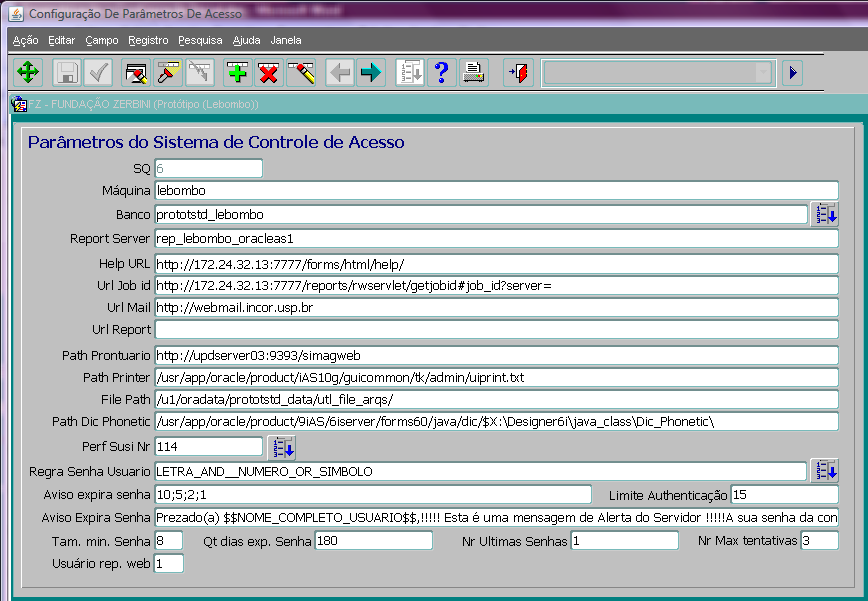 Configuração De Parâmetros De Acesso
Ação Editar Campo Registro Pesquisa Ajuda Janela
FZ - FUNDAÇÃO ZERBINI (Protótipo (Lebombo))
Parâmetros do Sistema de Controle de Acesso
SQ 6
Máquina lebombo
Banco prototstd_lebombo
Report Server rep_lebombo_oracleas1
Help URL http://172.24.32.13:7777/forms/html/help/
Url Job id http://172.24.32.13:7777/reports/rwservlet/getjobid#job_id?server=
Url Mail http://webmail.incor.usp.br
Url Report
Path Prontuario http://updserver03:9393/simagweb
Path Printer /usr/app/oracle/product/iAS10g/guicommon/tk/admin/uiprint.txt
File Path /u1/oradata/prototstd_data/utl_file_arqs/
Path Dic Phonetic /usr/app/oracle/product/9iAS/6iserver/forms60/java/dic/$X:\Designer6i\java_class\Dic_Phonetic\
Perf Susi Nr 114
Regra Senha Usuario LETRA_AND__NUMERO_OR_SIMBOLO
Aviso expira senha 10;5;2;1 Limite Authenticação 15
Aviso Expira Senha Prezado(a) $$NOME_COMPLETO_USUARIO$$,!!!!! Esta é uma mensagem de Alerta do Servidor !!!!!A sua senha da con
Tam. min. Senha 8 Qt dias exp. Senha 180 Nr Ultimas Senhas 1 Nr Max tentativas 3
Usuário rep. web 1